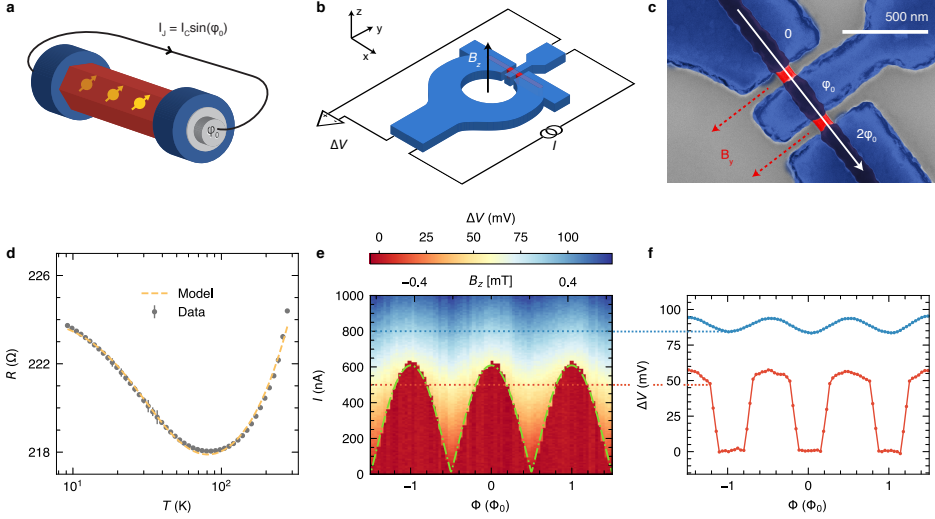 a
I_J = I_C sin(φ_0)
φ_0
b
z
y
x
B_z
ΔV
I
c
500 nm
0
φ_0
2φ_0
B_y
d
226
224
222
220
218
R (Ω)
Model
Data
10^1
10^2
T (K)
ΔV (mV)
0
25
50
75
100
e
B_z [mT]
−0.4
0.4
1000
800
600
400
200
0
I (nA)
−1
0
1
Φ (Φ_0)
f
100
75
50
25
0
ΔV (mV)
−1
0
1
Φ (Φ_0)